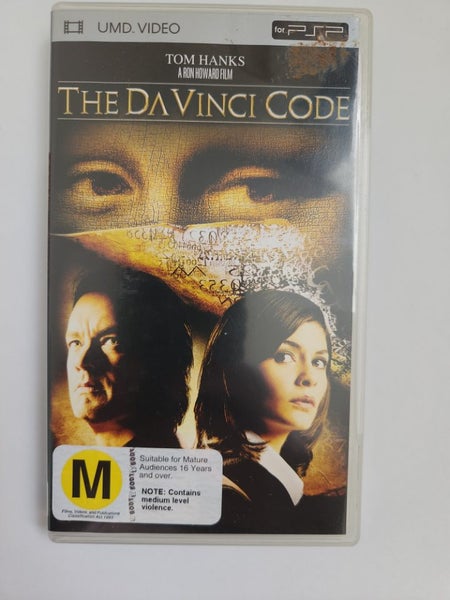 UMD. VIDEO
for PSP
TOM HANKS
A RON HOWARD FILM
THE DA VINCI CODE
M
Suitable for Mature
Audiences 16 Years
and over.
NOTE: Contains
medium level
violence.
Films, Videos, and Publications
Classification Act 1993